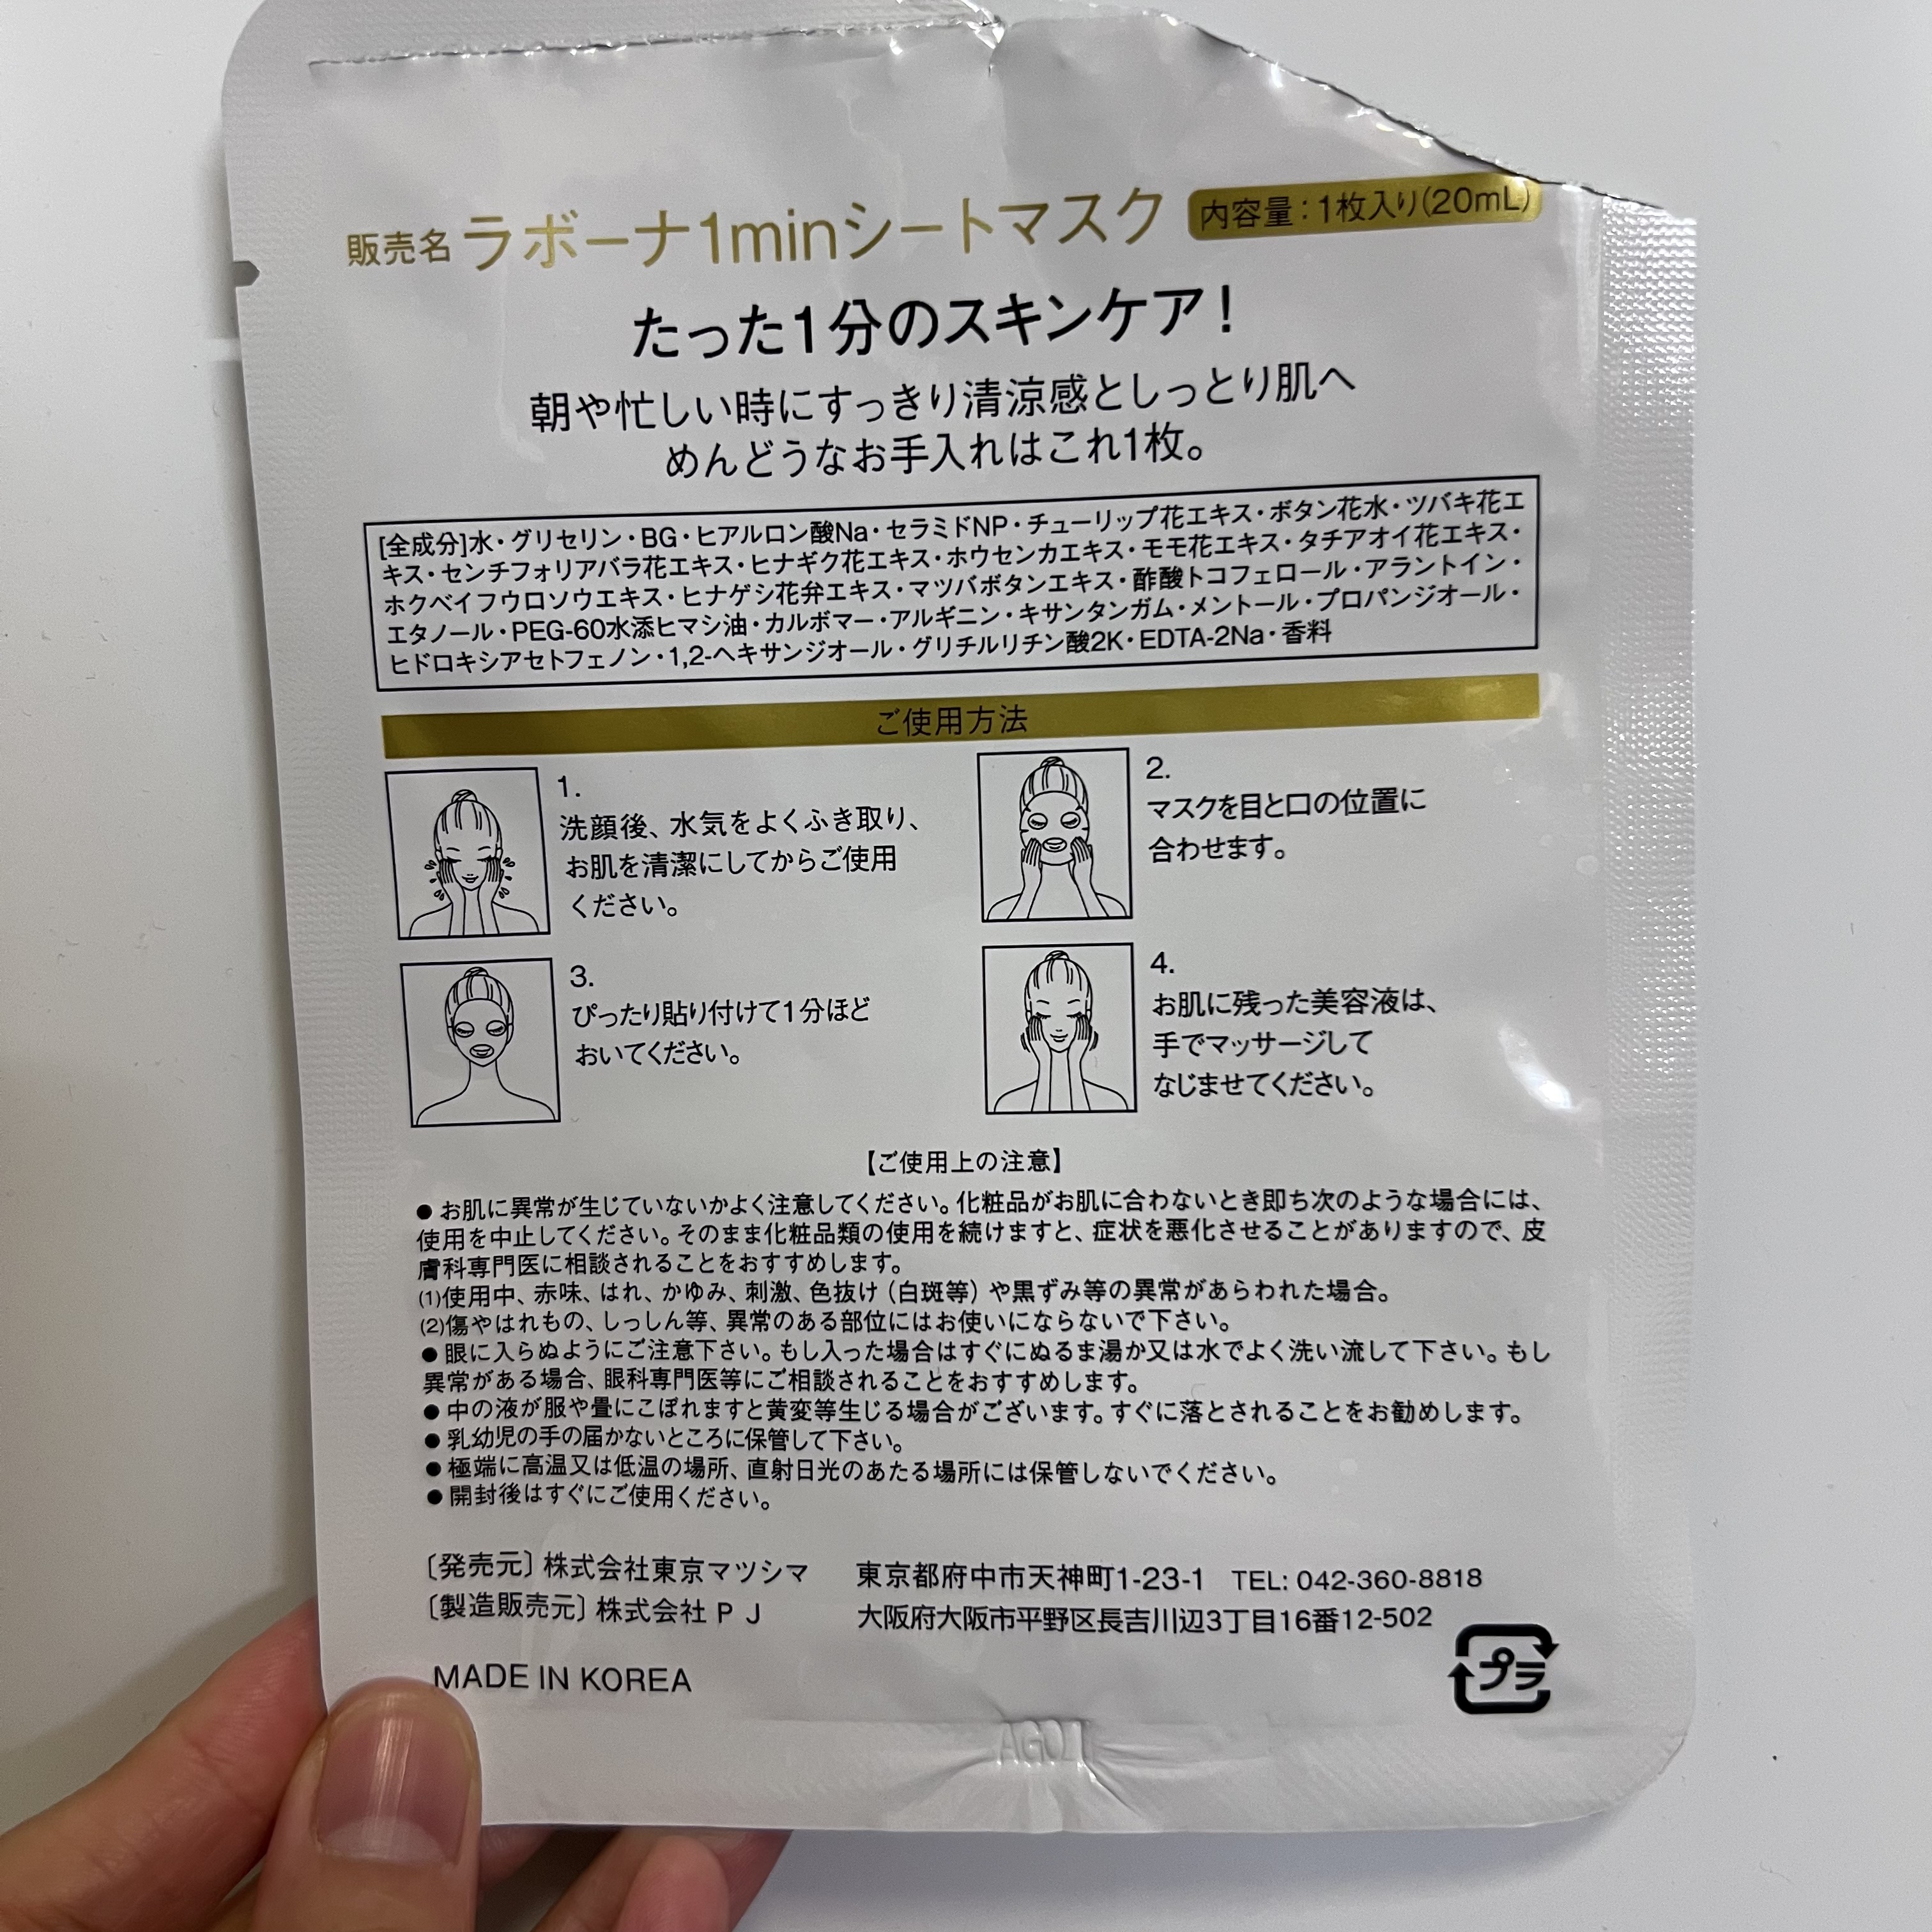 販売名 ラボーナ1minシートマスク 内容量：1枚入り(20mL)
たった1分のスキンケア！
朝や忙しい時にすっきり清涼感としっとり肌へ
めんどうなお手入れはこれ1枚。
[全成分]水・グリセリン・BG・ヒアルロン酸Na・セラミドNP・チューリップ花エキス・ボタン花水・ツバキ花エ
キス・センチフォリアバラ花エキス・ヒナギク花エキス・ホウセンカエキス・モモ花エキス・タチアオイ花エキス・
ホクベイフウロソウエキス・ヒナゲシ花弁エキス・マツバボタンエキス・酢酸トコフェロール・アラントイン・
エタノール・PEG-60水添ヒマシ油・カルボマー・アルギニン・キサンタンガム・メントール・プロパンジオール・
ヒドロキシアセトフェノン・1,2-ヘキサンジオール・グリチルリチン酸2K・EDTA-2Na・香料
ご使用方法
1.
洗顔後、水気をよくふき取り、
お肌を清潔にしてからご使用
ください。
2.
マスクを目と口の位置に
合わせます。
3.
ぴったり貼り付けて1分ほど
おいてください。
4.
お肌に残った美容液は、
手でマッサージして
なじませてください。
【ご使用上の注意】
●お肌に異常が生じていないかよく注意してください。化粧品がお肌に合わないとき即ち次のような場合には、
使用を中止してください。そのまま化粧品類の使用を続けますと、症状を悪化させることがありますので、皮
膚科専門医に相談されることをおすすめします。
(1)使用中、赤味、はれ、かゆみ、刺激、色抜け（白斑等）や黒ずみ等の異常があらわれた場合。
(2)傷やはれもの、しっしん等、異常のある部位にはお使いにならないで下さい。
●眼に入らぬようにご注意下さい。もし入った場合はすぐにぬるま湯か又は水でよく洗い流して下さい。もし
異常がある場合、眼科専門医等にご相談されることをおすすめします。
●中の液が服や畳にこぼれますと黄変等生じる場合がございます。すぐに落とされることをお勧めします。
●乳幼児の手の届かないところに保管して下さい。
●極端に高温又は低温の場所、直射日光のあたる場所には保管しないでください。
●開封後はすぐにご使用ください。
〔発売元〕株式会社東京マツシマ 東京都府中市天神町1-23-1 TEL: 042-360-8818
〔製造販売元〕株式会社ＰＪ 大阪府大阪市平野区長吉川辺3丁目16番12-502
プラ
MADE IN KOREA